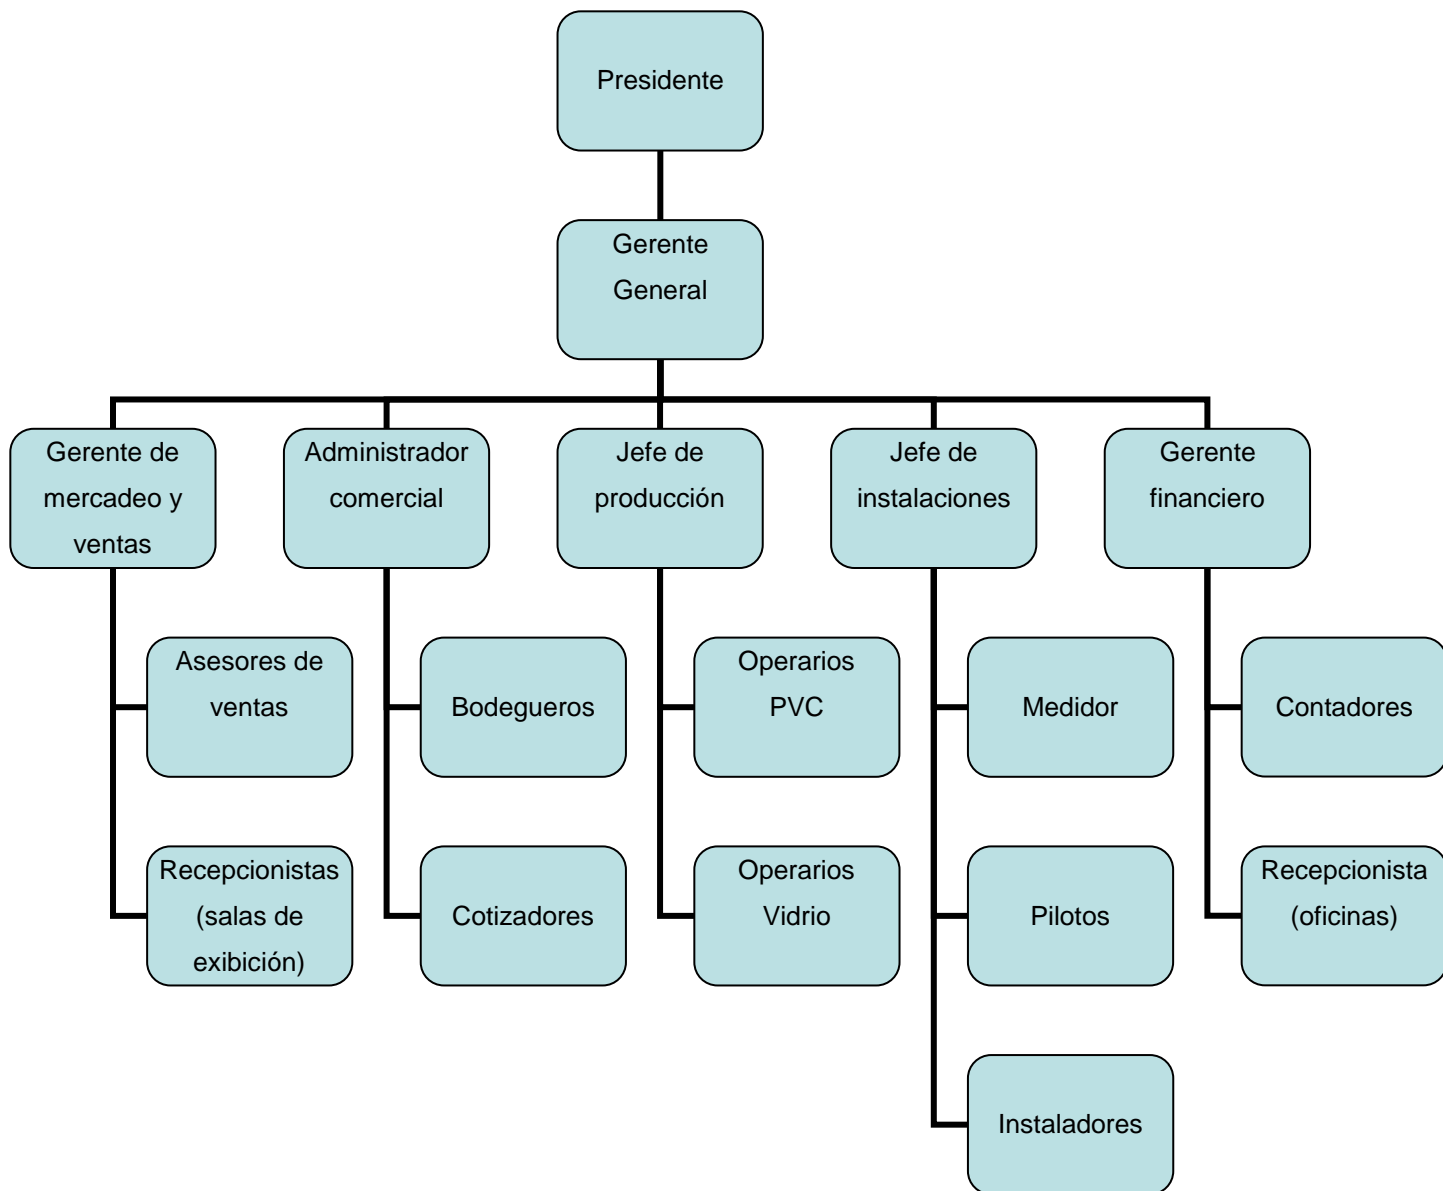 Presidente
Gerente
General
Gerente de
mercadeo y
ventas
Administrador
comercial
Jefe de
producción
Jefe de
instalaciones
Gerente
financiero
Asesores de
ventas
Bodegueros
Operarios
PVC
Medidor
Contadores
Recepcionistas
(salas de
exibición)
Cotizadores
Operarios
Vidrio
Pilotos
Recepcionista
(oficinas)
Instaladores